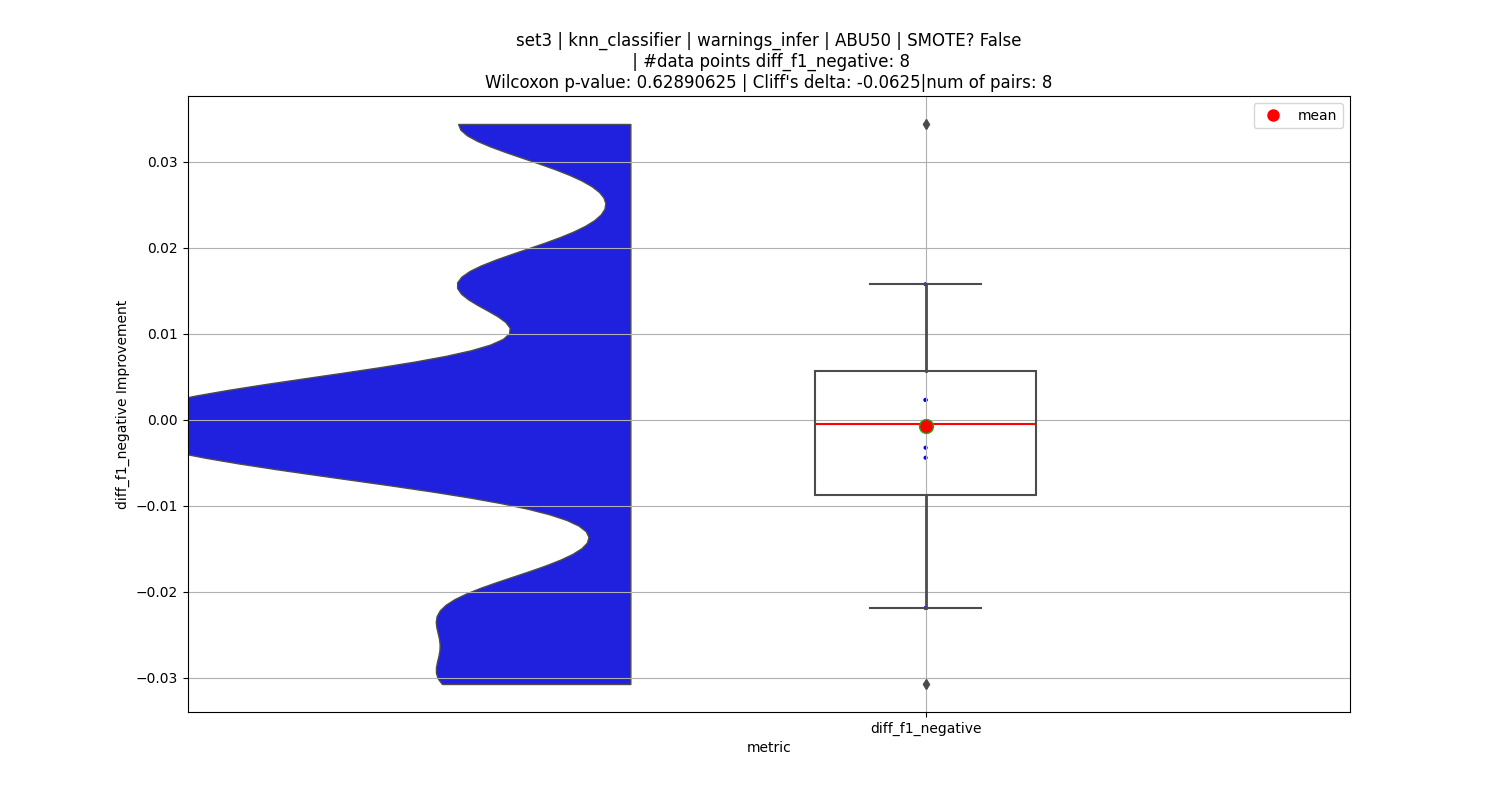 set3 | knn_classifier | warnings_infer | ABU50 | SMOTE? False
| #data points diff_f1_negative: 8
Wilcoxon p-value: 0.62890625 | Cliff's delta: -0.0625|num of pairs: 8
mean
0.03
0.02
0.01
0.00
−0.01
−0.02
−0.03
diff_f1_negative Improvement
diff_f1_negative
metric